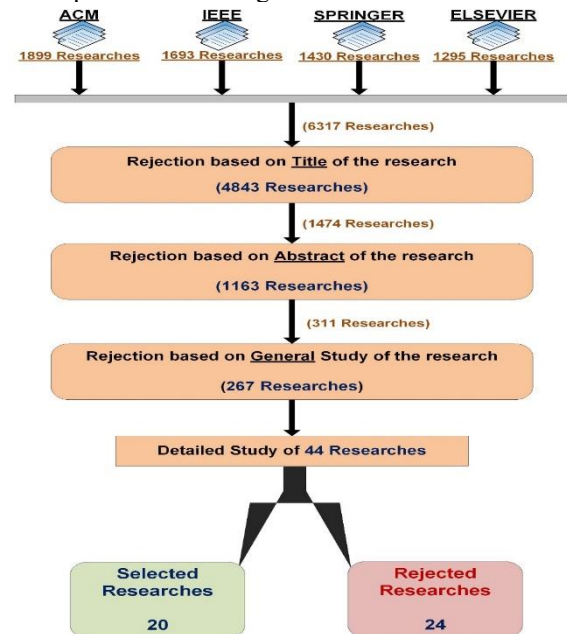 ACM IEEE SPRINGER ELSEVIER
1899 Researches 1693 Researches 1430 Researches 1295 Researches
(6317 Researches)
Rejection based on Title of the research
(4843 Researches)
(1474 Researches)
Rejection based on Abstract of the research
(1163 Researches)
(311 Researches)
Rejection based on General Study of the research
(267 Researches)
Detailed Study of 44 Researches
Selected Rejected
Researches Researches
20 24